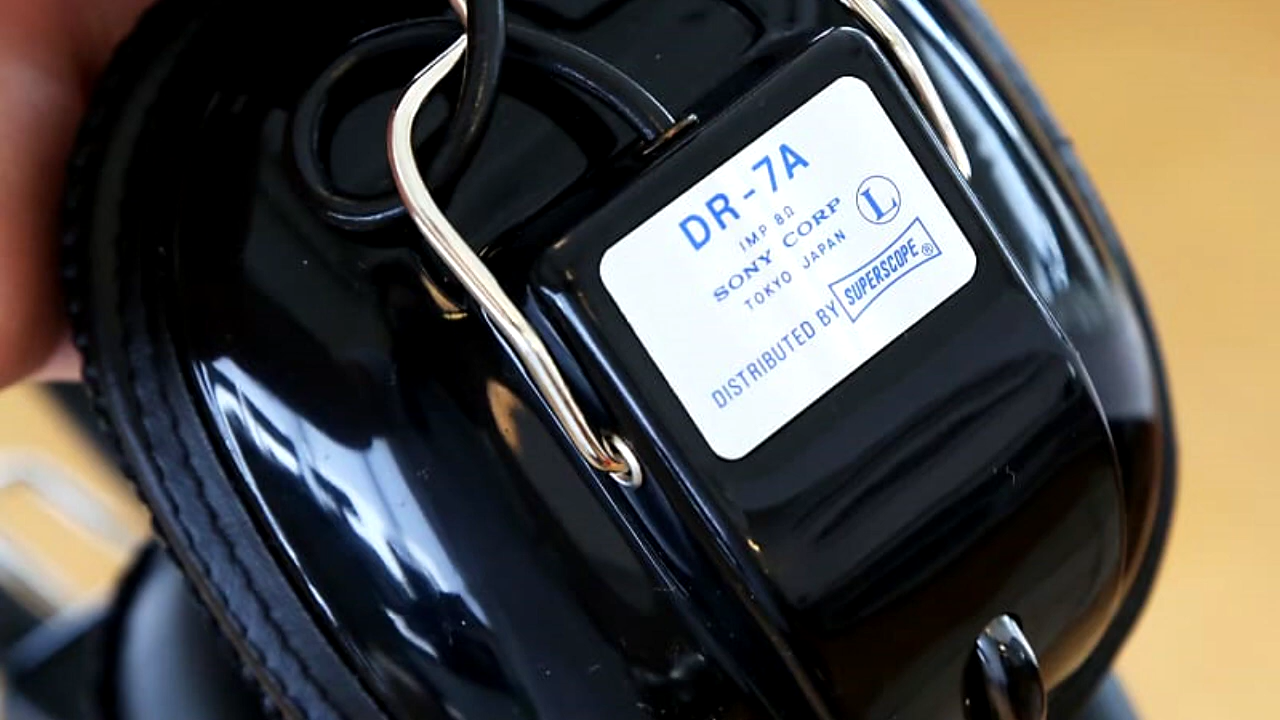 DR-7A
IMP 8Ω
SONY CORP
TOKYO JAPAN
L
DISTRIBUTED BY SUPERSCOPE®